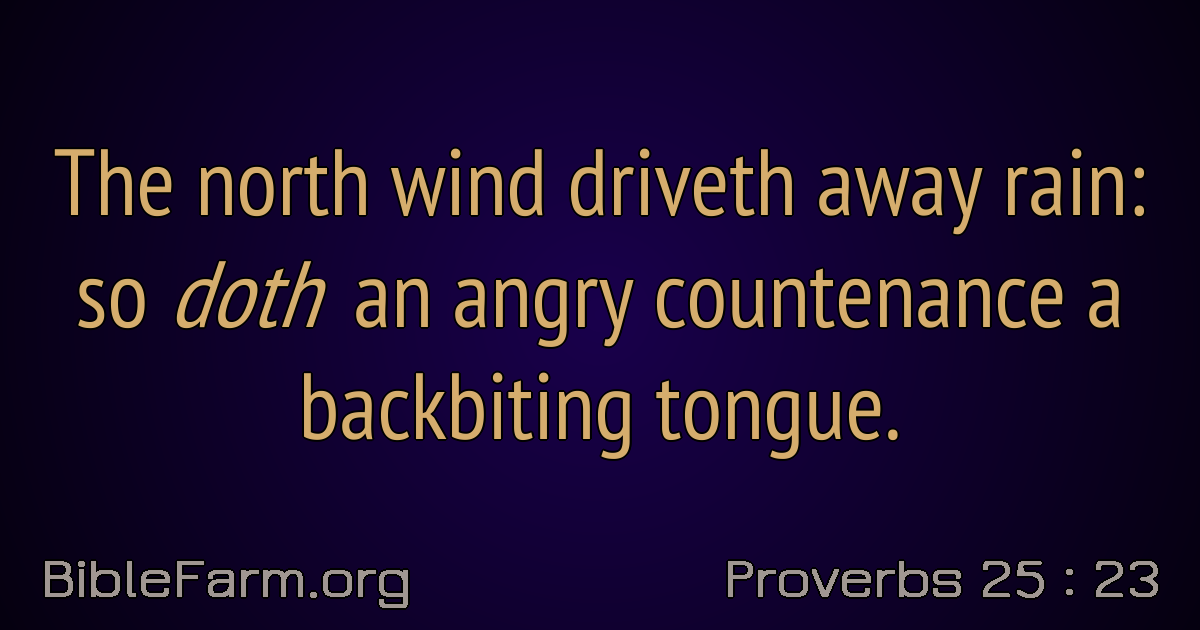 The north wind driveth away rain:
so doth an angry countenance a
backbiting tongue.
BibleFarm.org
Proverbs 25 : 23